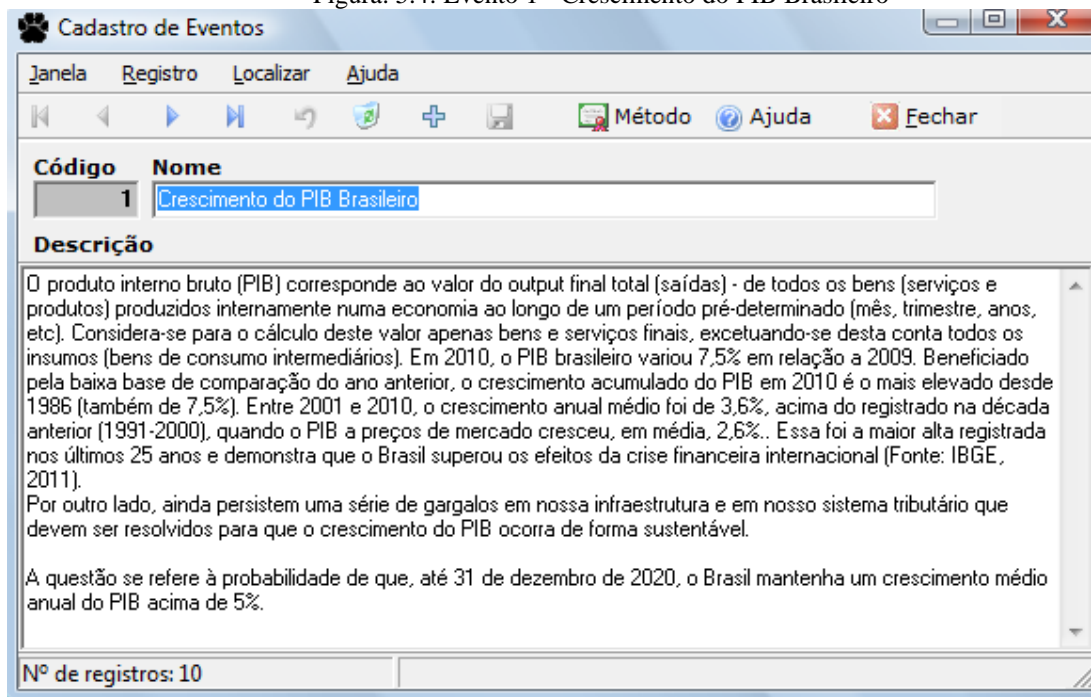 Figura: 5.4: Evento 1 - Crescimento do PIB Brasileiro
Cadastro de Eventos
Janela Registro Localizar Ajuda
Método Ajuda Fechar
Código Nome
1 Crescimento do PIB Brasileiro
Descrição
O produto interno bruto (PIB) corresponde ao valor do output final total (saídas) - de todos os bens (serviços e
produtos) produzidos internamente numa economia ao longo de um período pré-determinado (mês, trimestre, anos,
etc). Considera-se para o cálculo deste valor apenas bens e serviços finais, excetuando-se desta conta todos os
insumos (bens de consumo intermediários). Em 2010, o PIB brasileiro variou 7,5% em relação a 2009. Beneficiado
pela baixa base de comparação do ano anterior, o crescimento acumulado do PIB em 2010 é o mais elevado desde
1986 (também de 7,5%). Entre 2001 e 2010, o crescimento anual médio foi de 3,6%, acima do registrado na década
anterior (1991-2000), quando o PIB a preços de mercado cresceu, em média, 2,6%.. Essa foi a maior alta registrada
nos últimos 25 anos e demonstra que o Brasil superou os efeitos da crise financeira internacional (Fonte: IBGE,
2011).
Por outro lado, ainda persistem uma série de gargalos em nossa infraestrutura e em nosso sistema tributário que
devem ser resolvidos para que o crescimento do PIB ocorra de forma sustentável.
A questão se refere à probabilidade de que, até 31 de dezembro de 2020, o Brasil mantenha um crescimento médio
anual do PIB acima de 5%.
Nº de registros: 10